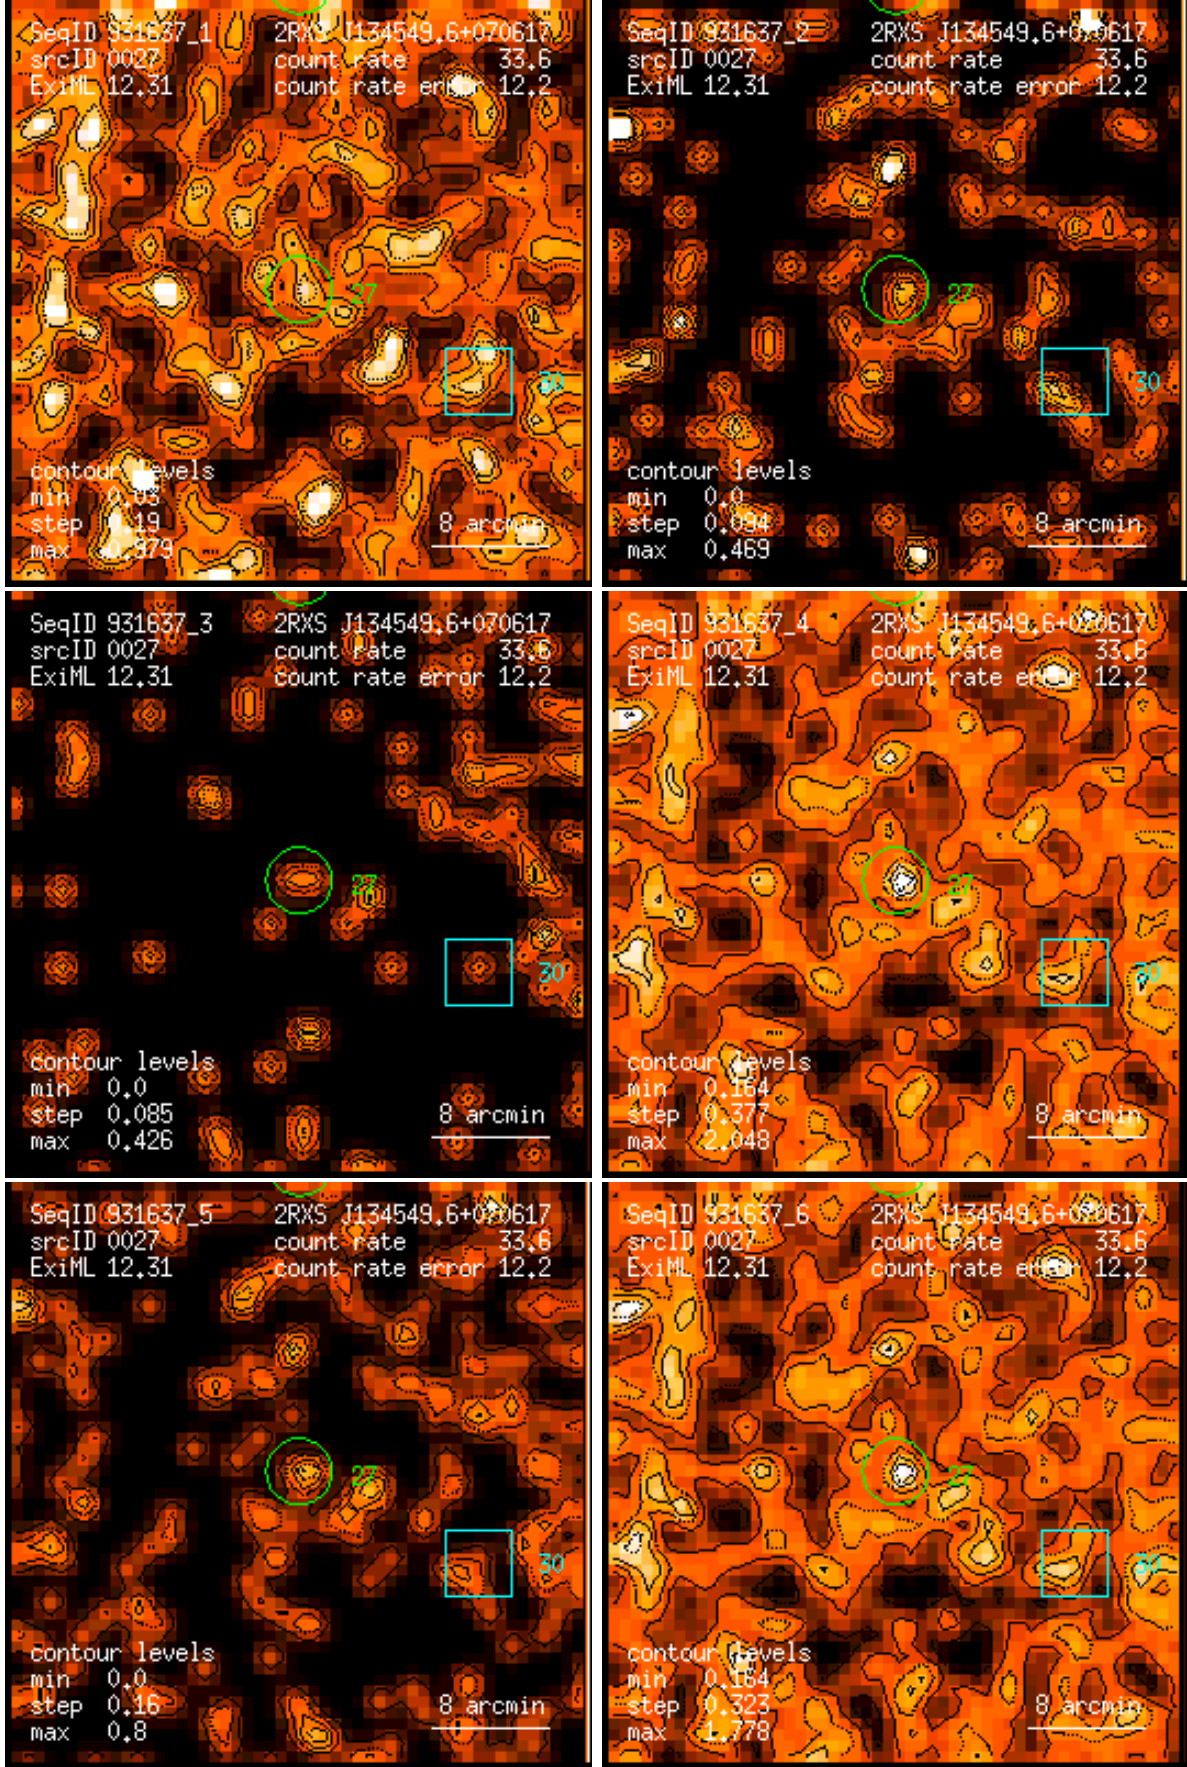 SeqID 931637_1 2RXS J134549.6+070617
srcID 0027 count rate 33.6
ExiML 12.31 count rate error 12.2
27
30
contour levels
min 0.03
step 0.19
max 0.979
8 arcmin
SeqID 931637_2 2RXS J134549.6+070617
srcID 0027 count rate 33.6
ExiML 12.31 count rate error 12.2
27
30
contour levels
min 0.0
step 0.094
max 0.469
8 arcmin
SeqID 931637_3 2RXS J134549.6+070617
srcID 0027 count rate 33.6
ExiML 12.31 count rate error 12.2
27
30
contour levels
min 0.0
step 0.085
max 0.426
8 arcmin
SeqID 931637_4 2RXS J134549.6+070617
srcID 0027 count rate 33.6
ExiML 12.31 count rate error 12.2
27
30
contour levels
min 0.164
step 0.377
max 2.048
8 arcmin
SeqID 931637_5 2RXS J134549.6+070617
srcID 0027 count rate 33.6
ExiML 12.31 count rate error 12.2
27
30
contour levels
min 0.0
step 0.16
max 0.8
8 arcmin
SeqID 931637_6 2RXS J134549.6+070617
srcID 0027 count rate 33.6
ExiML 12.31 count rate error 12.2
27
30
contour levels
min 0.164
step 0.323
max 1.778
8 arcmin